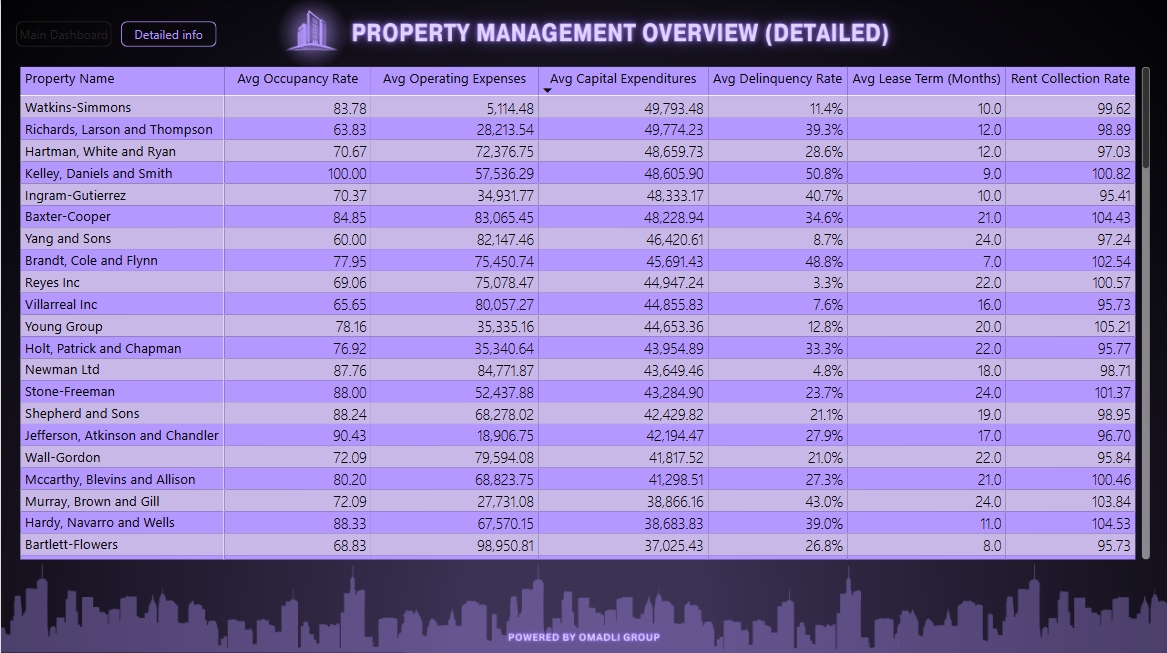 Main Dashboard Detailed info PROPERTY MANAGEMENT OVERVIEW (DETAILED)
Property Name Avg Occupancy Rate Avg Operating Expenses Avg Capital Expenditures Avg Delinquency Rate Avg Lease Term (Months) Rent Collection Rate
Watkins-Simmons 83.78 5,114.48 49,793.48 11.4% 10.0 99.62
Richards, Larson and Thompson 63.83 28,213.54 49,774.23 39.3% 12.0 98.89
Hartman, White and Ryan 70.67 72,376.75 48,659.73 28.6% 12.0 97.03
Kelley, Daniels and Smith 100.00 57,536.29 48,605.90 50.8% 9.0 100.82
Ingram-Gutierrez 70.37 34,931.77 48,333.17 40.7% 10.0 95.41
Baxter-Cooper 84.85 83,065.45 48,228.94 34.6% 21.0 104.43
Yang and Sons 60.00 82,147.46 46,420.61 8.7% 24.0 97.24
Brandt, Cole and Flynn 77.95 75,450.74 45,691.43 48.8% 7.0 102.54
Reyes Inc 69.06 75,078.47 44,947.24 3.3% 22.0 100.57
Villarreal Inc 65.65 80,057.27 44,855.83 7.6% 16.0 95.73
Young Group 78.16 35,335.16 44,653.36 12.8% 20.0 105.21
Holt, Patrick and Chapman 76.92 35,340.64 43,954.89 33.3% 22.0 95.77
Newman Ltd 87.76 84,771.87 43,649.46 4.8% 18.0 98.71
Stone-Freeman 88.00 52,437.88 43,284.90 23.7% 24.0 101.37
Shepherd and Sons 88.24 68,278.02 42,429.82 21.1% 19.0 98.95
Jefferson, Atkinson and Chandler 90.43 18,906.75 42,194.47 27.9% 17.0 96.70
Wall-Gordon 72.09 79,594.08 41,817.52 21.0% 22.0 95.84
Mccarthy, Blevins and Allison 80.20 68,823.75 41,298.51 27.3% 21.0 100.46
Murray, Brown and Gill 72.09 27,731.08 38,866.16 43.0% 24.0 103.84
Hardy, Navarro and Wells 88.33 67,570.15 38,683.83 39.0% 11.0 104.53
Bartlett-Flowers 68.83 98,950.81 37,025.43 26.8% 8.0 95.73
POWERED BY OMADLI GROUP